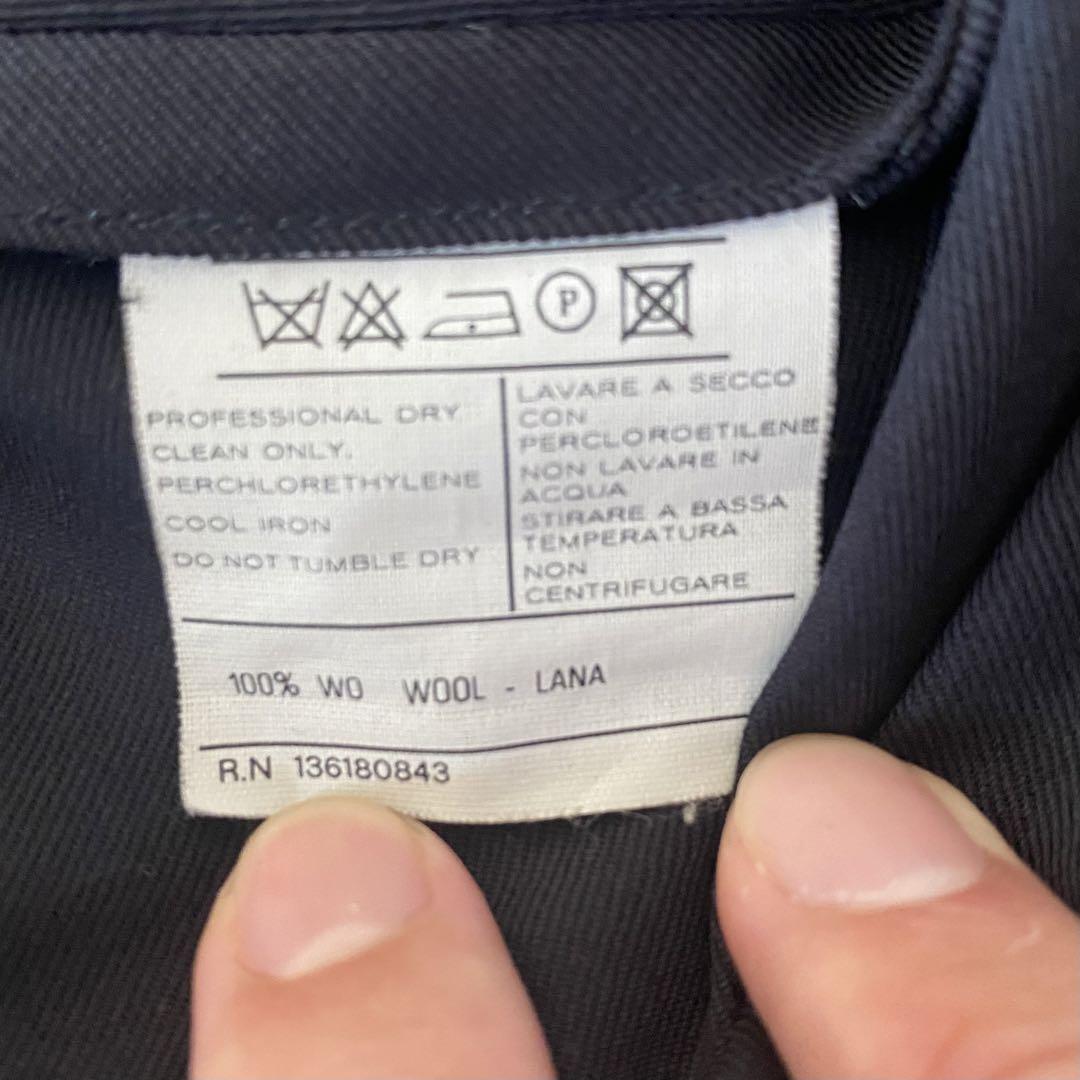 P
PROFESSIONAL DRY
CLEAN ONLY.
PERCHLORETHYLENE
COOL IRON
DO NOT TUMBLE DRY
LAVARE A SECCO
CON
PERCLOROETILENE
NON LAVARE IN
ACQUA
STIRARE A BASSA
TEMPERATURA
NON
CENTRIFUGARE
100% WO WOOL - LANA
R.N 136180843